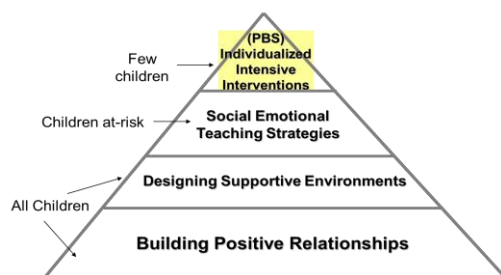 (PBS)
Individualized
Intensive
Interventions
Few
children
Children at-risk
Social Emotional
Teaching Strategies
Designing Supportive Environments
All Children
Building Positive Relationships